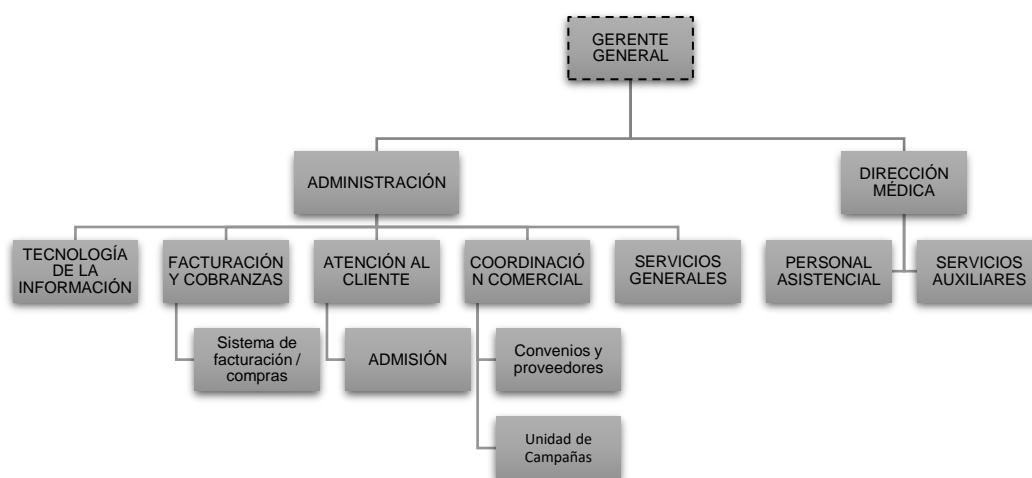 GERENTE
GENERAL
ADMINISTRACIÓN
DIRECCIÓN
MÉDICA
TECNOLOGÍA
DE LA
INFORMACIÓN
FACTURACIÓN
Y COBRANZAS
ATENCIÓN AL
CLIENTE
COORDINACIÓ
N COMERCIAL
SERVICIOS
GENERALES
PERSONAL
ASISTENCIAL
SERVICIOS
AUXILIARES
Sistema de
facturación /
compras
ADMISIÓN
Convenios y
proveedores
Unidad de
Campañas